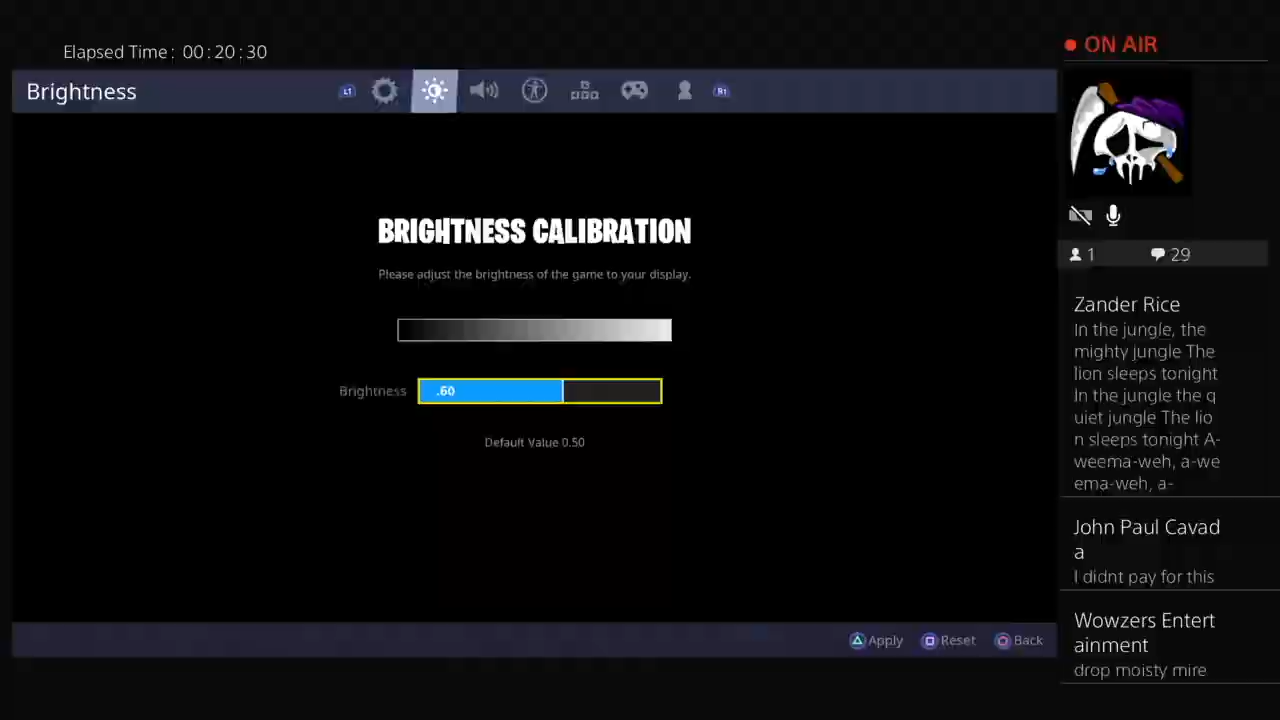 Elapsed Time: 00:20:30
ON AIR
Brightness
L1
R1
BRIGHTNESS CALIBRATION
Please adjust the brightness of the game to your display.
Brightness
.60
Default Value 0.50
Apply
Reset
Back
1
29
Zander Rice
In the jungle, the
mighty jungle The
lion sleeps tonight
In the jungle the q
uiet jungle The lio
n sleeps tonight A-
weema-weh, a-we
ema-weh, a-
John Paul Cavad
a
I didnt pay for this
Wowzers Entert
ainment
drop moisty mire